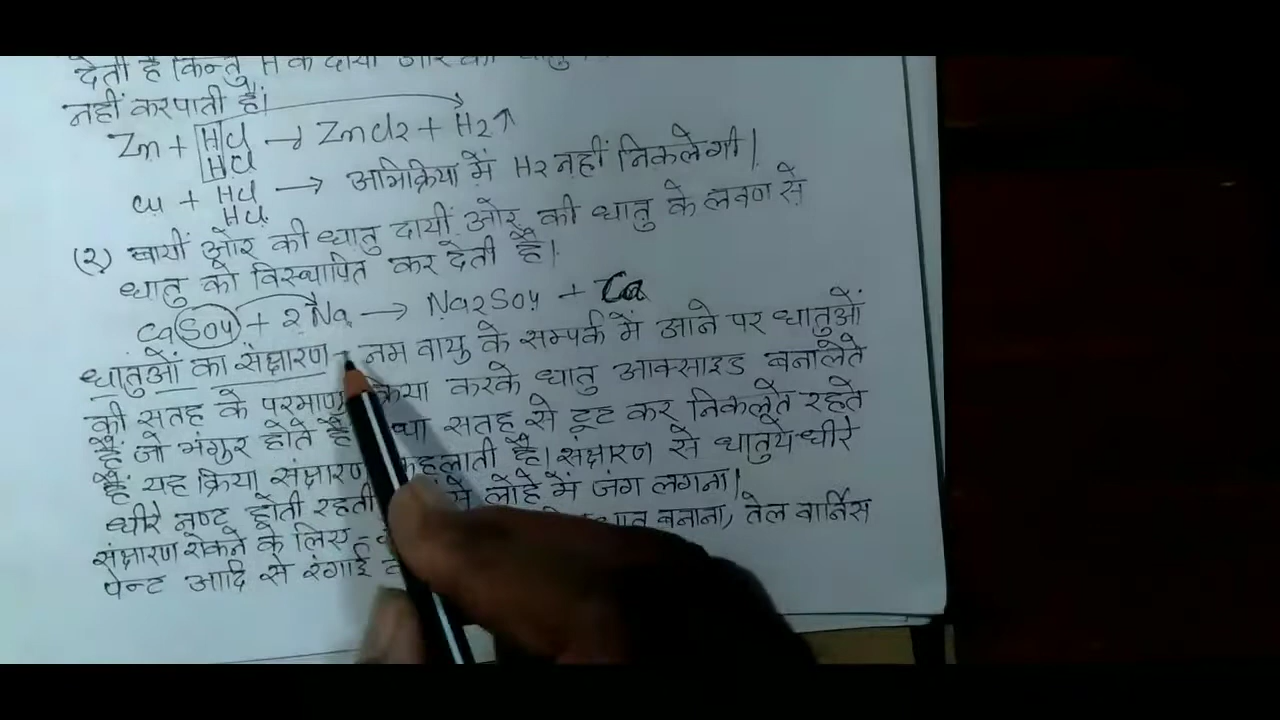 देती है किन्तु H के दायीं ओर की
नहीं करपाती हैं।
Zn + HCl → ZnCl2 + H2↑
HCl
Cu + HCl → अभिक्रिया में H2 नहीं निकलेगी।
HCl
(२) बायीं ओर की धातु दायीं ओर की धातु के लवण से
धातु को विस्थापित कर देती है।
CaSO4 + 2Na → Na2SO4 + Ca
धातुओं का संक्षारण - नम वायु के सम्पर्क में आने पर धातुओं
की सतह के परमाणु क्रिया करके धातु आक्साइड बनालेते
हैं जो भंगुर होते हैं तथा सतह से टूट कर निकलते रहते
हैं यह क्रिया संक्षारण कहलाती है। संक्षारण से धातुयें धीरे
धीरे नष्ट होती रहती लोहे में जंग लगना।
संक्षारण रोकने के लिए - धातु बनाना, तेल वार्निस
पेन्ट आदि से रंगाई